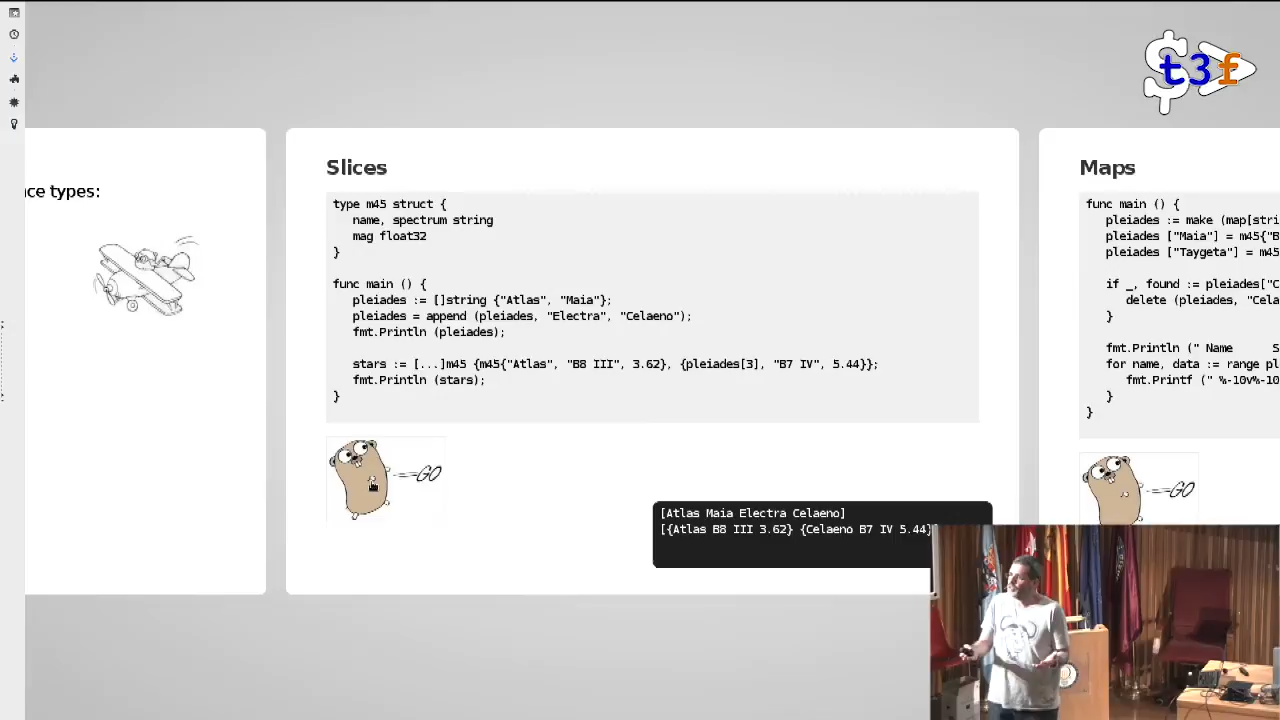 t3f
nce types:
Slices
type m45 struct {
name, spectrum string
mag float32
}
func main () {
pleiades := []string {"Atlas", "Maia"};
pleiades = append (pleiades, "Electra", "Celaeno");
fmt.Println (pleiades);
stars := [...]m45 {m45{"Atlas", "B8 III", 3.62}, {pleiades[3], "B7 IV", 5.44}};
fmt.Println (stars);
}
GO
[Atlas Maia Electra Celaeno]
[{Atlas B8 III 3.62} {Celaeno B7 IV 5.44}
Maps
func main () {
pleiades := make (map[stri
pleiades ["Maia"] = m45{"B
pleiades ["Taygeta"] = m45
if _, found := pleiades["C
delete (pleiades, "Cela
}
fmt.Println (" Name S
for name, data := range pl
fmt.Printf (" %-10v%-10
}
}
GO